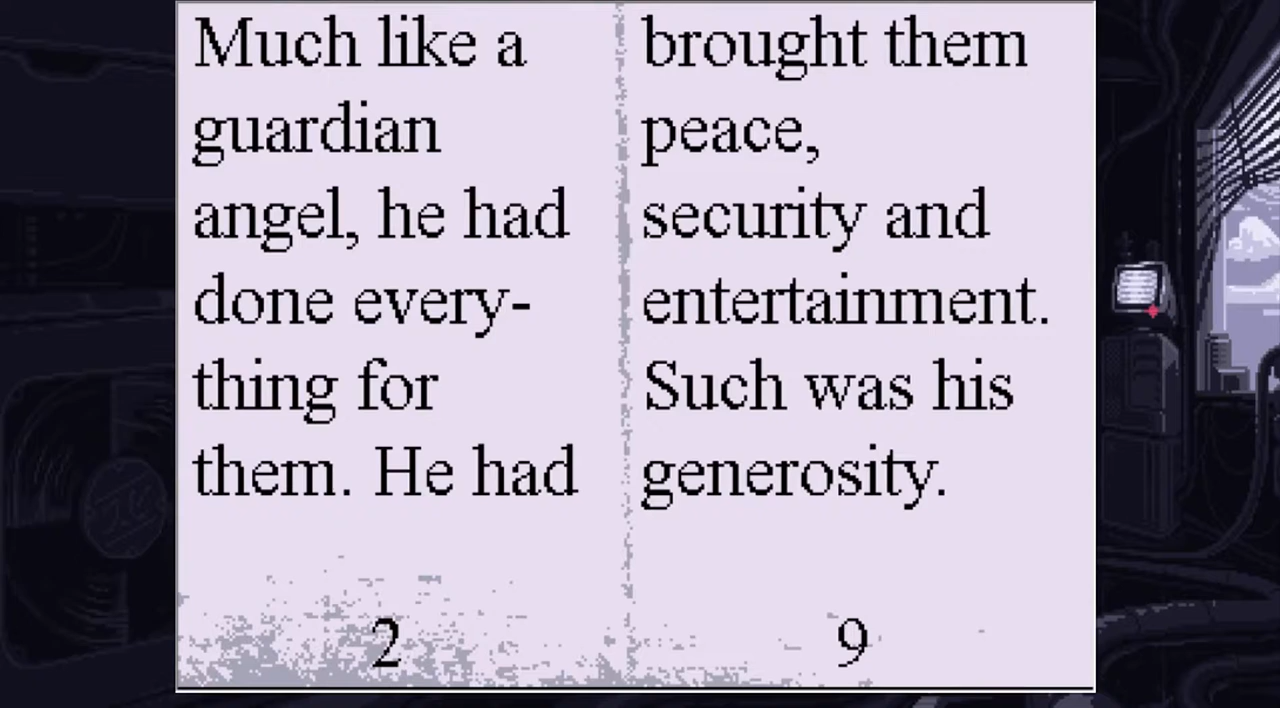 Much like a
guardian
angel, he had
done every-
thing for
them. He had
2
brought them
peace,
security and
entertainment.
Such was his
generosity.
9